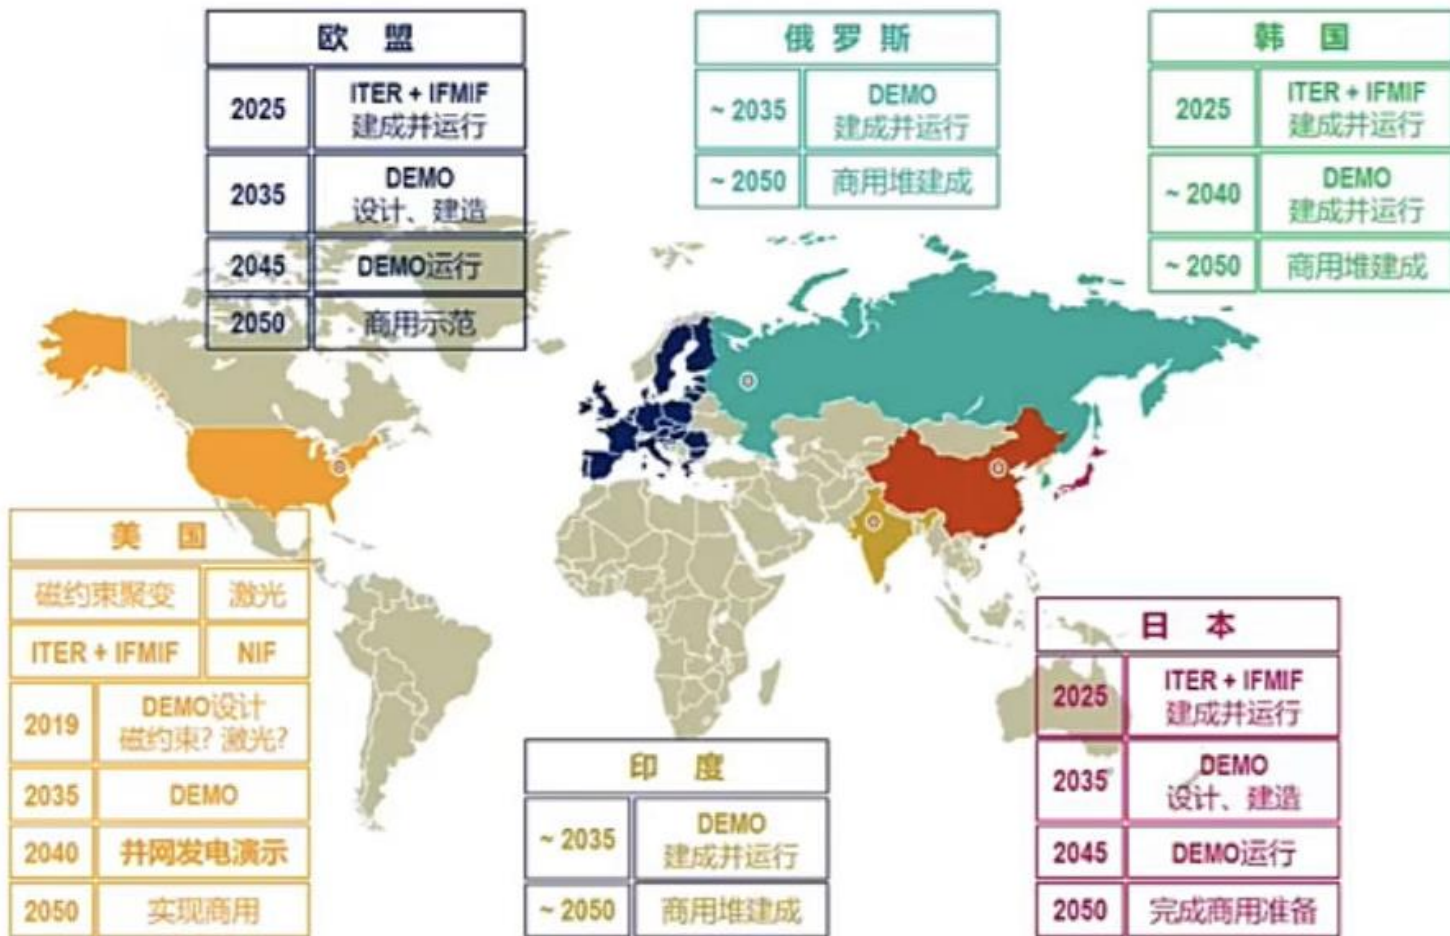 欧 盟
2025
ITER + IFMIF
建成并运行
2035
DEMO
设计、建造
2045
DEMO运行
2050
商用示范
俄 罗 斯
~ 2035
DEMO
建成并运行
~ 2050
商用堆建成
韩 国
2025
ITER + IFMIF
建成并运行
~ 2040
DEMO
建成并运行
~ 2050
商用堆建成
美 国
磁约束聚变
激光
ITER + IFMIF
NIF
2019
DEMO设计
磁约束? 激光?
2035
DEMO
2040
并网发电演示
2050
实现商用
印 度
~ 2035
DEMO
建成并运行
~ 2050
商用堆建成
日 本
2025
ITER + IFMIF
建成并运行
2035
DEMO
设计、建造
2045
DEMO运行
2050
完成商用准备